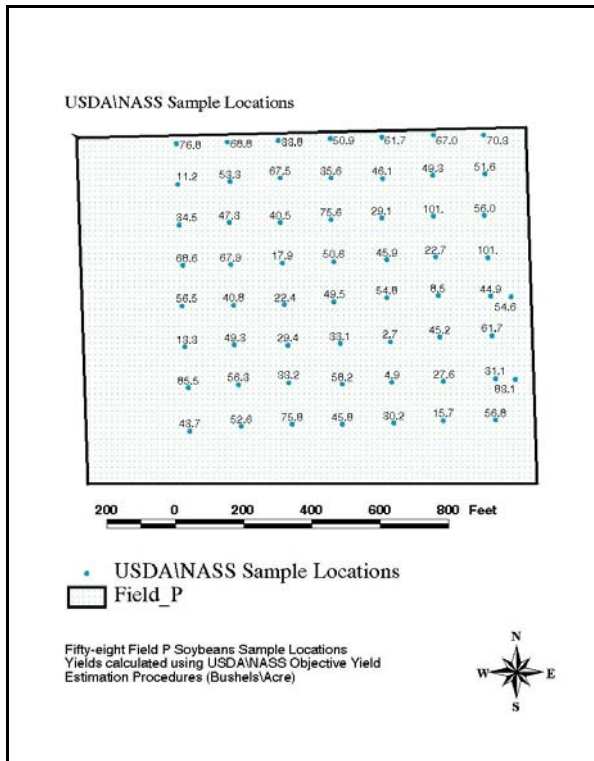 USDA\NASS Sample Locations
76.8 68.8 33.8 50.9 61.7 67.0 70.3
11.2 53.3 67.5 35.6 46.1 49.3 51.6
34.5 47.3 40.5 75.6 29.1 101. 56.0
68.6 67.9 17.9 50.6 45.9 22.7 101.
56.5 40.8 22.4 49.5 54.8 8.5 44.9
54.6
13.3 49.3 29.4 33.1 2.7 45.2 61.7
85.5 56.3 33.2 58.2 4.9 27.6 31.1
83.1
43.7 52.6 75.8 45.8 30.2 15.7 56.8
200 0 200 400 600 800 Feet
USDA\NASS Sample Locations
Field_P
Fifty-eight Field P Soybeans Sample Locations
Yields calculated using USDA\NASS Objective Yield
Estimation Procedures (Bushels\Acre)
N
W E
S